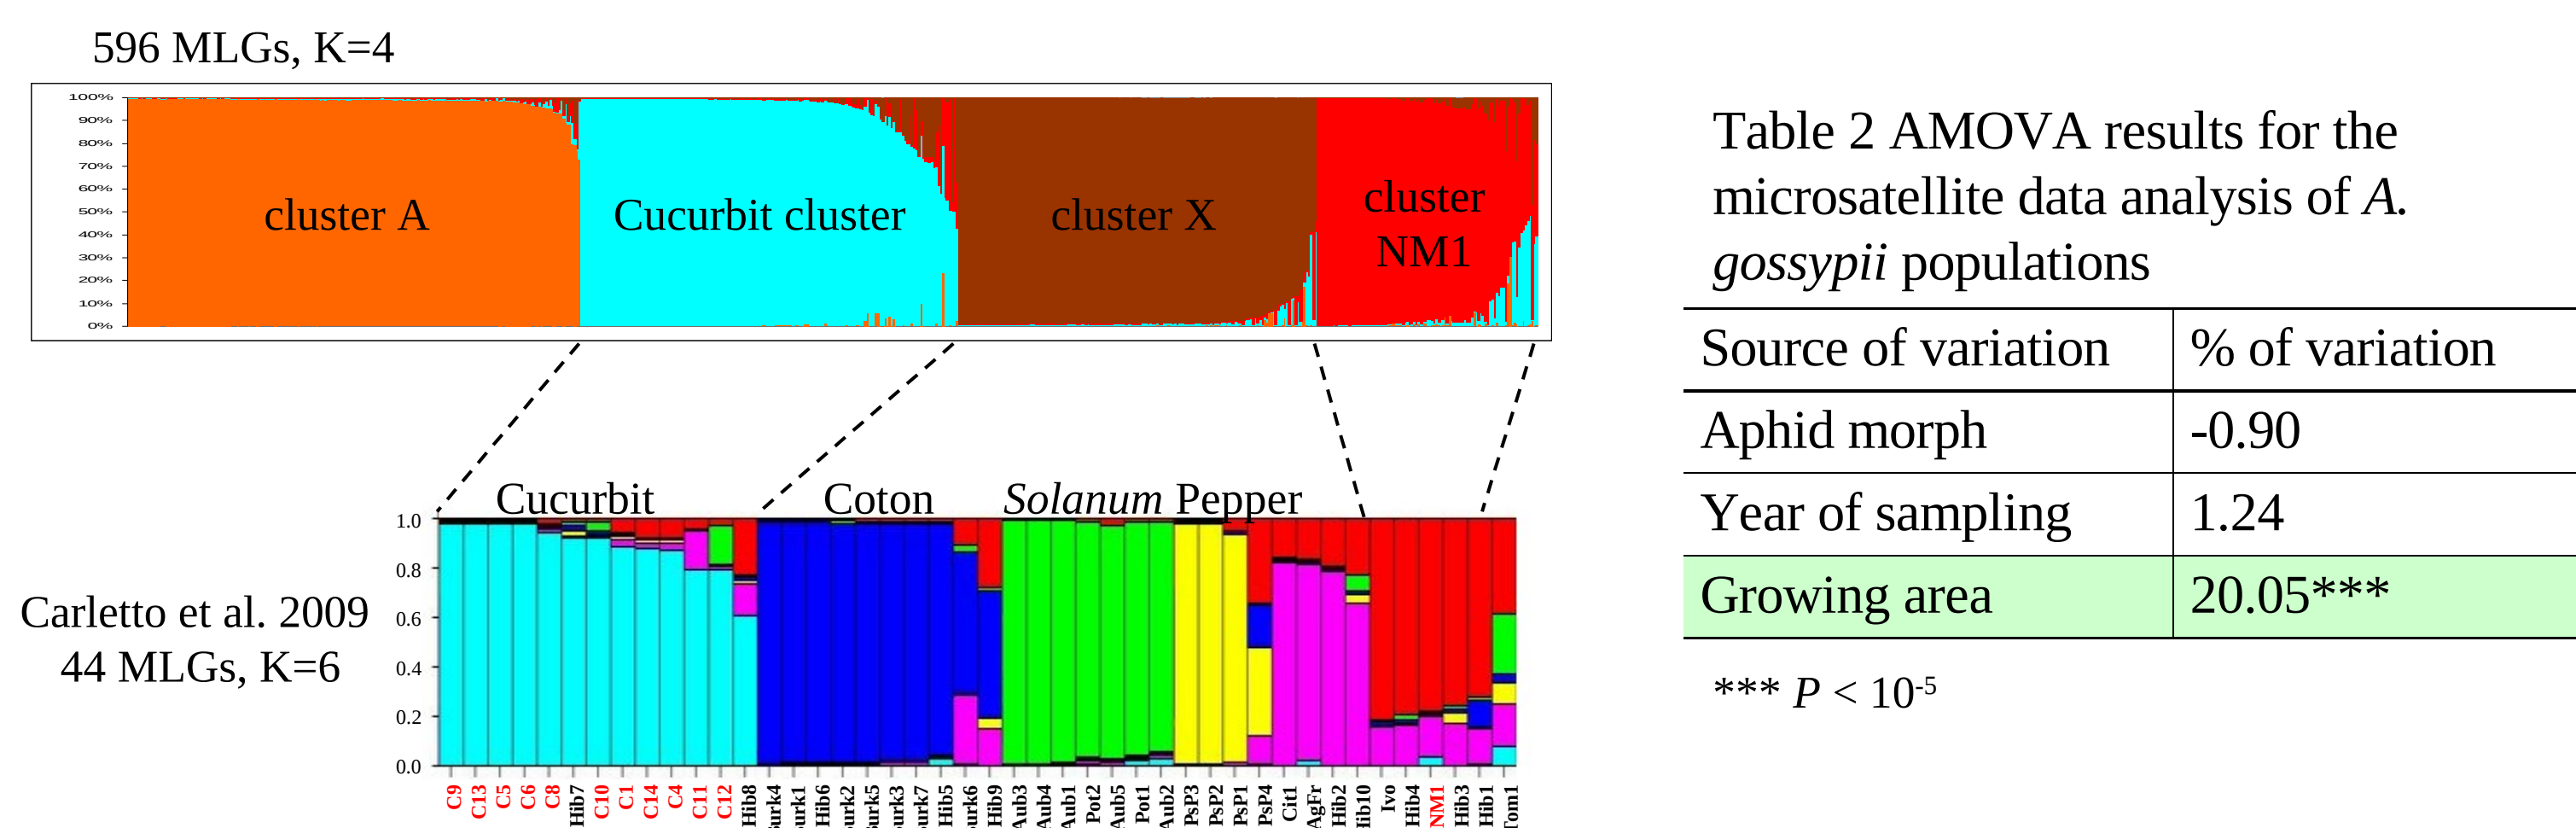 596 MLGs, K=4
100%
90%
80%
70%
60%
50%
40%
30%
20%
10%
0%
cluster A
Cucurbit cluster
cluster X
cluster
NM1
Cucurbit
Coton
Solanum Pepper
Carletto et al. 2009
44 MLGs, K=6
1.0
0.8
0.6
0.4
0.2
0.0
C9
C13
C5
C6
C8
Hib7
C10
C1
C14
C4
C11
C12
Hib8
Hib6
Hib5
Hib9
Aub3
Aub4
Aub1
Pot2
Aub5
Pot1
Aub2
PsP3
PsP2
PsP1
PsP4
Cit1
AgFr
Hib2
Hib10
Ivo
Hib4
NM1
Hib3
Hib1
Tom1
Table 2 AMOVA results for the
microsatellite data analysis of A.
gossypii populations
Source of variation % of variation
Aphid morph -0.90
Year of sampling 1.24
Growing area 20.05***
*** P < 10-5